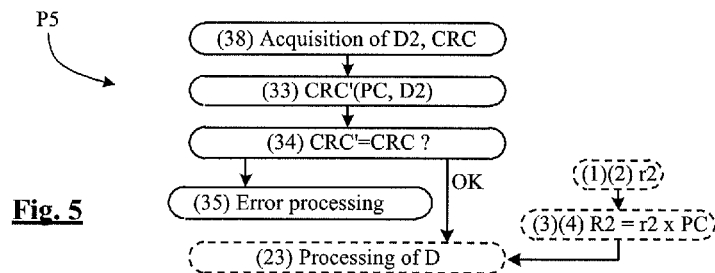 P5
(38) Acquisition of D2, CRC
(33) CRC'(PC, D2)
(34) CRC'=CRC ?
OK
(35) Error processing
(1)(2) r2
(3)(4) R2 = r2 x PC
(23) Processing of D
Fig. 5